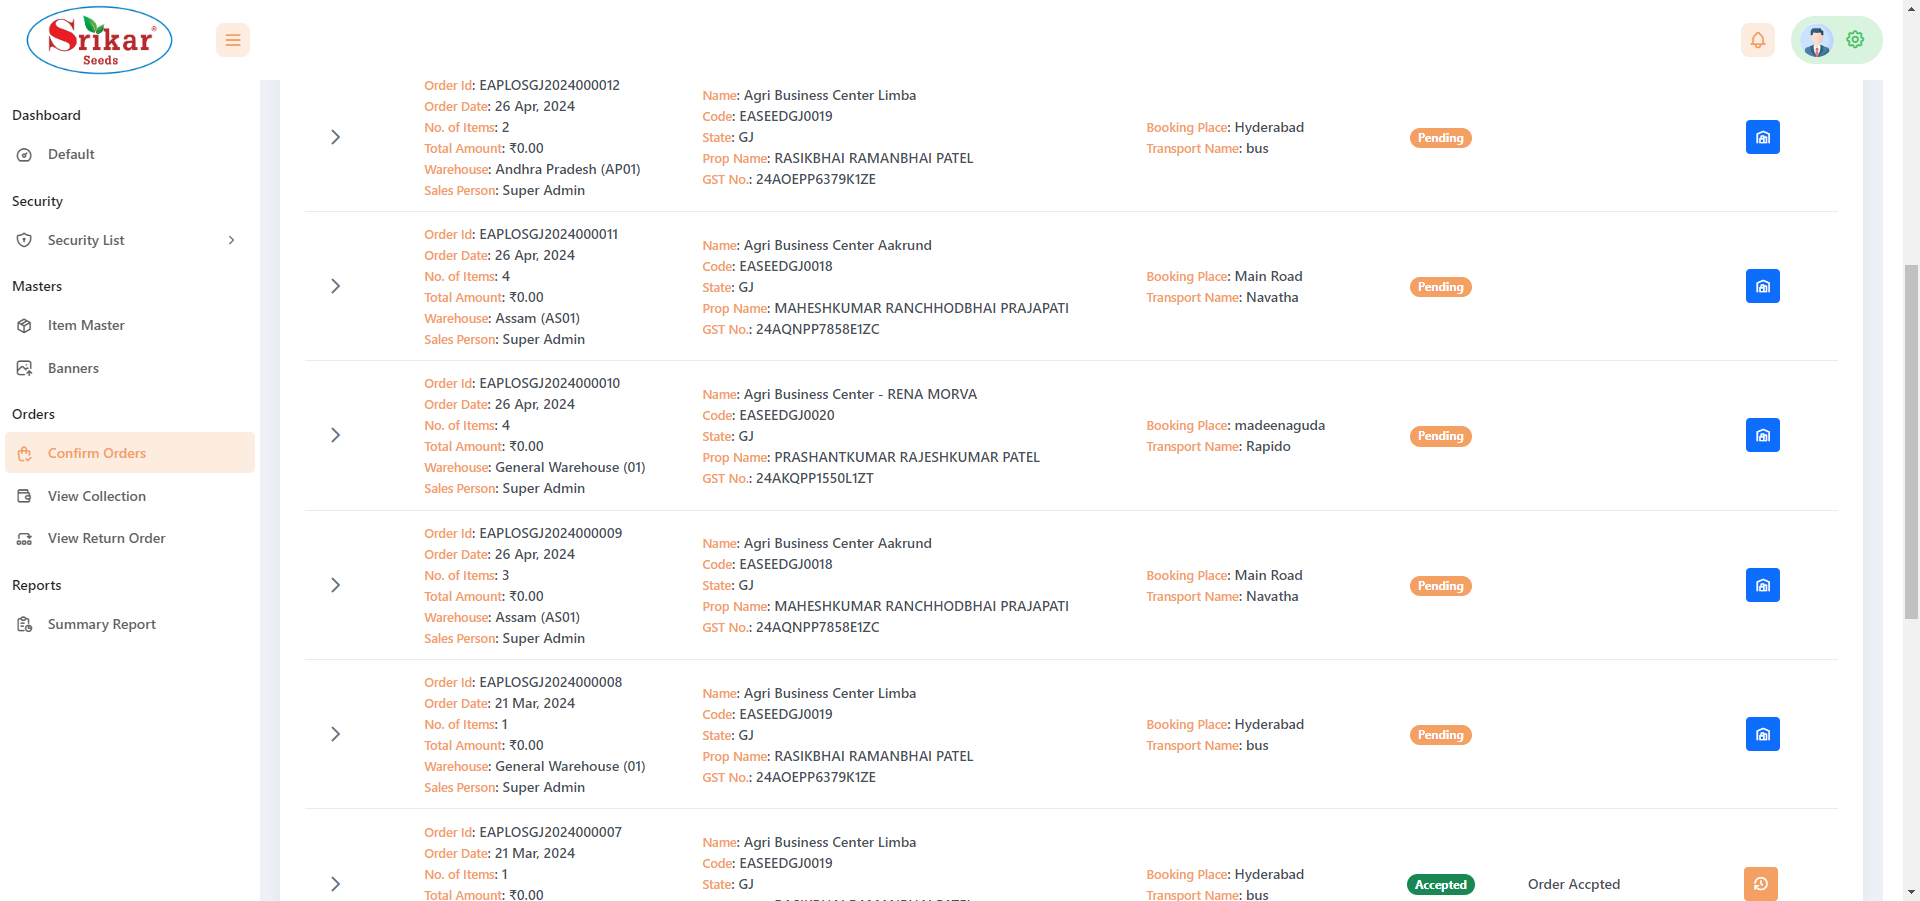 Srikar
Seeds
Dashboard
Default
Security
Security List
Masters
Item Master
Banners
Orders
Confirm Orders
View Collection
View Return Order
Reports
Summary Report
Order Id: EAPLOSGJ2024000012
Order Date: 26 Apr, 2024
No. of Items: 2
Total Amount: ₹0.00
Warehouse: Andhra Pradesh (AP01)
Sales Person: Super Admin
Name: Agri Business Center Limba
Code: EASEEDGJ0019
State: GJ
Prop Name: RASIKBHAI RAMANBHAI PATEL
GST No.: 24AOEPP6379K1ZE
Booking Place: Hyderabad
Transport Name: bus
Pending
Order Id: EAPLOSGJ2024000011
Order Date: 26 Apr, 2024
No. of Items: 4
Total Amount: ₹0.00
Warehouse: Assam (AS01)
Sales Person: Super Admin
Name: Agri Business Center Aakrund
Code: EASEEDGJ0018
State: GJ
Prop Name: MAHESHKUMAR RANCHHODBHAI PRAJAPATI
GST No.: 24AQNPP7858E1ZC
Booking Place: Main Road
Transport Name: Navatha
Pending
Order Id: EAPLOSGJ2024000010
Order Date: 26 Apr, 2024
No. of Items: 4
Total Amount: ₹0.00
Warehouse: General Warehouse (01)
Sales Person: Super Admin
Name: Agri Business Center - RENA MORVA
Code: EASEEDGJ0020
State: GJ
Prop Name: PRASHANTKUMAR RAJESHKUMAR PATEL
GST No.: 24AKQPP1550L1ZT
Booking Place: madeenaguda
Transport Name: Rapido
Pending
Order Id: EAPLOSGJ2024000009
Order Date: 26 Apr, 2024
No. of Items: 3
Total Amount: ₹0.00
Warehouse: Assam (AS01)
Sales Person: Super Admin
Name: Agri Business Center Aakrund
Code: EASEEDGJ0018
State: GJ
Prop Name: MAHESHKUMAR RANCHHODBHAI PRAJAPATI
GST No.: 24AQNPP7858E1ZC
Booking Place: Main Road
Transport Name: Navatha
Pending
Order Id: EAPLOSGJ2024000008
Order Date: 21 Mar, 2024
No. of Items: 1
Total Amount: ₹0.00
Warehouse: General Warehouse (01)
Sales Person: Super Admin
Name: Agri Business Center Limba
Code: EASEEDGJ0019
State: GJ
Prop Name: RASIKBHAI RAMANBHAI PATEL
GST No.: 24AOEPP6379K1ZE
Booking Place: Hyderabad
Transport Name: bus
Pending
Order Id: EAPLOSGJ2024000007
Order Date: 21 Mar, 2024
No. of Items: 1
Total Amount: ₹0.00
Name: Agri Business Center Limba
Code: EASEEDGJ0019
State: GJ
Booking Place: Hyderabad
Transport Name: bus
Accepted
Order Accpted